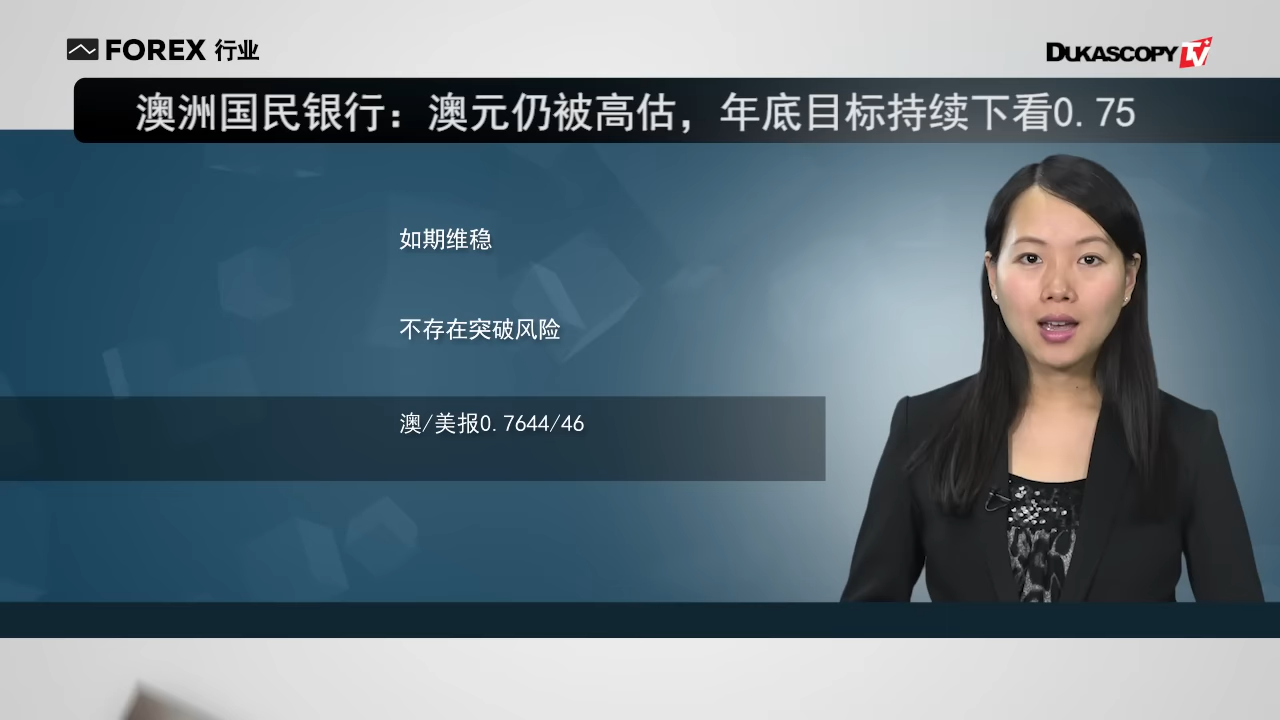 FOREX 行业
DUKASCOPY TV
澳洲国民银行：澳元仍被高估，年底目标持续下看0.75
如期维稳
不存在突破风险
澳/美报0.7644/46